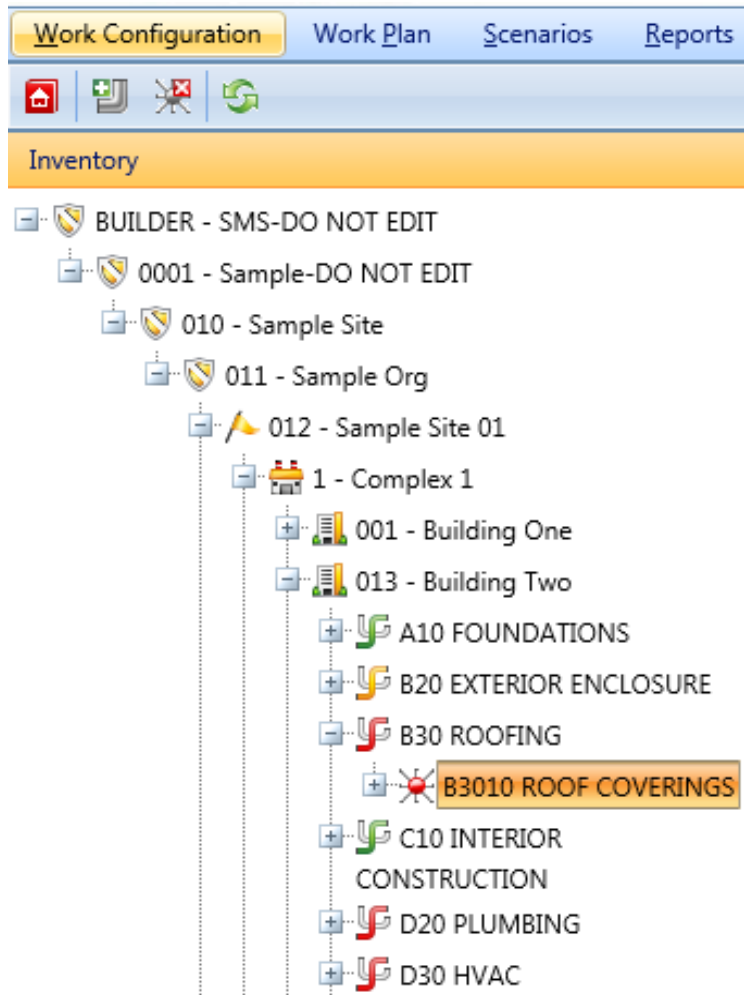 Work Configuration Work Plan Scenarios Reports
Inventory
BUILDER - SMS-DO NOT EDIT
0001 - Sample-DO NOT EDIT
010 - Sample Site
011 - Sample Org
012 - Sample Site 01
1 - Complex 1
001 - Building One
013 - Building Two
A10 FOUNDATIONS
B20 EXTERIOR ENCLOSURE
B30 ROOFING
B3010 ROOF COVERINGS
C10 INTERIOR
CONSTRUCTION
D20 PLUMBING
D30 HVAC